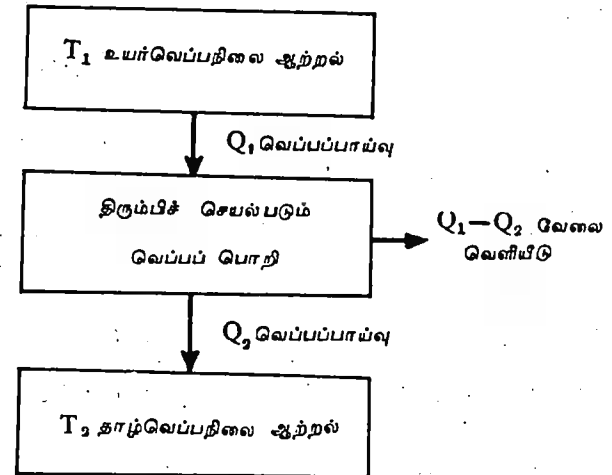 T₁ உயர்வெப்பநிலை ஆற்றல்
Q₁ வெப்பப்பாய்வு
திரும்பிச் செயல்படும்
வெப்பப் பொறி
Q₁—Q₂ வேலை
வெளியீடு
Q₂ வெப்பப்பாய்வு
T₂ தாழ்வெப்பநிலை ஆற்றல்